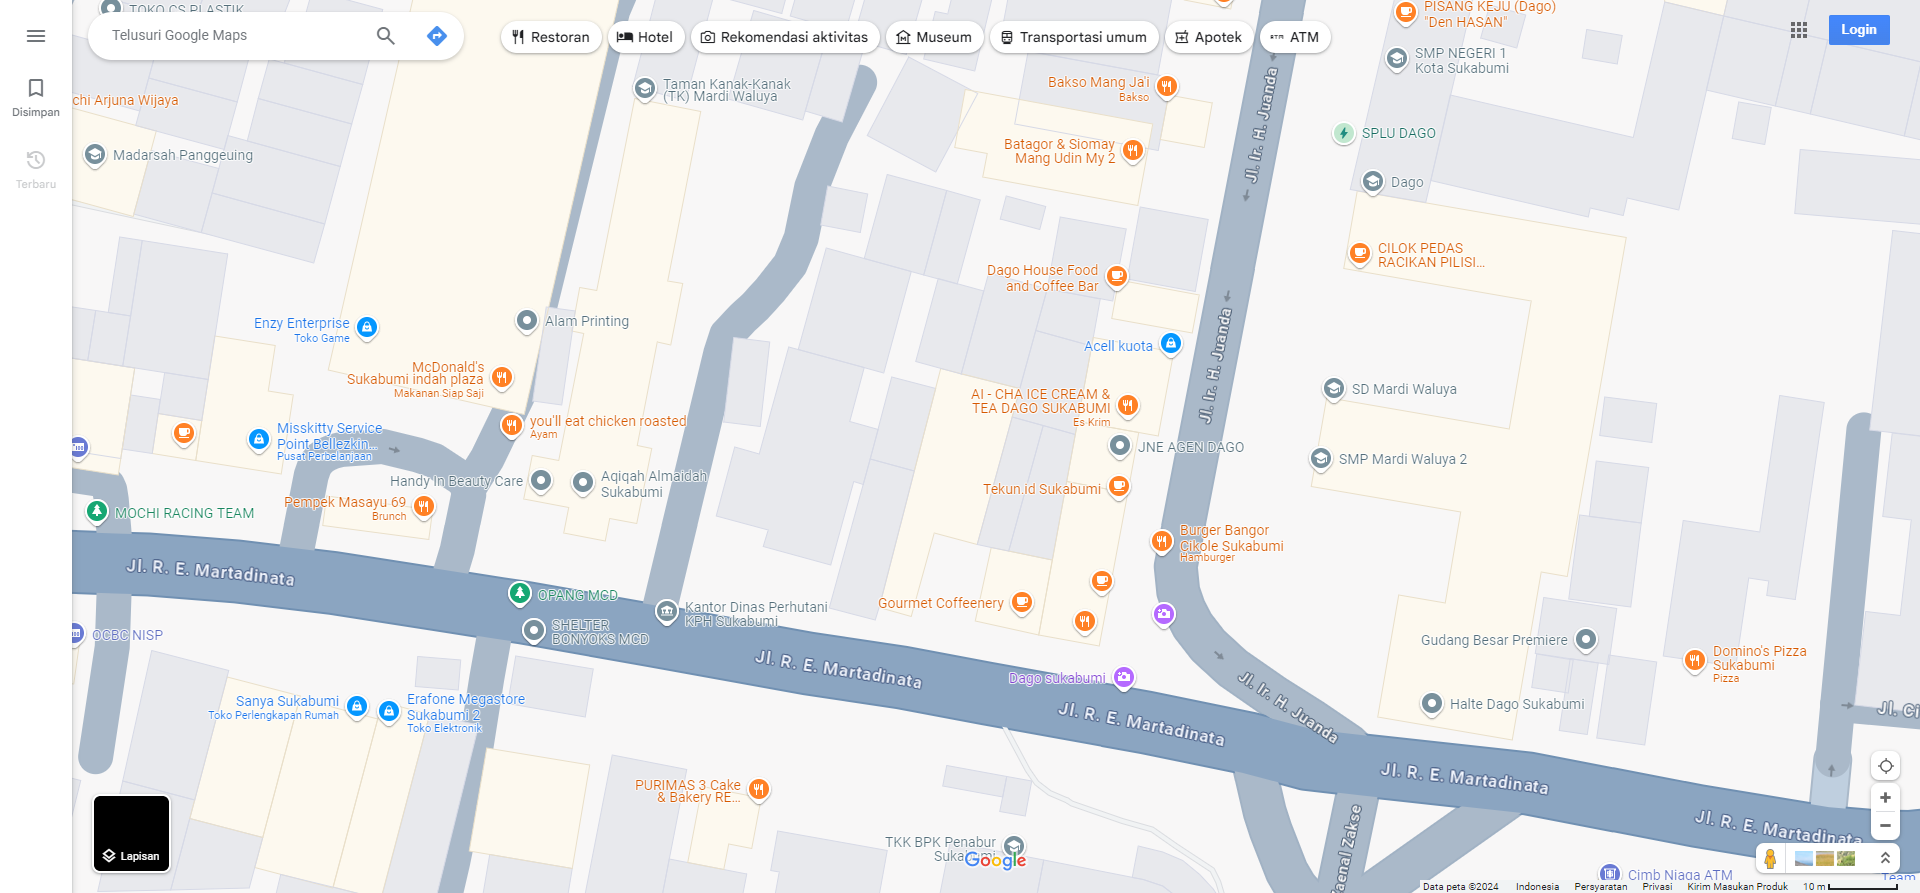 TOKO CS PLASTIK
PISANG KEJU (Dago)
"Den HASAN"
Telusuri Google Maps
Restoran
Hotel
Rekomendasi aktivitas
Museum
Transportasi umum
Apotek
ATM
Login
SMP NEGERI 1
Kota Sukabumi
Disimpan
chi Arjuna Wijaya
Taman Kanak-Kanak
(TK) Mardi Waluya
Bakso Mang Ja'i
Bakso
Jl. Ir. H. Juanda
SPLU DAGO
Madarsah Panggeuing
Batagor & Siomay
Mang Udin My 2
Terbaru
Dago
CILOK PEDAS
RACIKAN PILISI...
Dago House Food
and Coffee Bar
Enzy Enterprise
Toko Game
Alam Printing
Acell kuota
Jl. Ir. H. Juanda
McDonald's
Sukabumi indah plaza
Makanan Siap Saji
SD Mardi Waluya
AI - CHA ICE CREAM &
TEA DAGO SUKABUMI
Es Krim
you'll eat chicken roasted
Ayam
Misskitty Service
Point Bellezkin...
Pusat Perbelanjaan
JNE AGEN DAGO
SMP Mardi Waluya 2
Handy In Beauty Care
Aqiqah Almaidah
Sukabumi
Tekun.id Sukabumi
Pempek Masayu 69
Brunch
MOCHI RACING TEAM
Burger Bangor
Cikole Sukabumi
Hamburger
Jl. R. E. Martadinata
OPANG MCD
Gourmet Coffeenery
Kantor Dinas Perhutani
KPH Sukabumi
SHELTER
BONYOKS MCD
OCBC NISP
Gudang Besar Premiere
Domino's Pizza
Sukabumi
Pizza
Jl. R. E. Martadinata
Dago sukabumi
Jl. Ir. H. Juanda
Sanya Sukabumi
Toko Perlengkapan Rumah
Erafone Megastore
Sukabumi 2
Toko Elektronik
Halte Dago Sukabumi
Jl. Ci
Jl. R. E. Martadinata
Jl. R. E. Martadinata
PURIMAS 3 Cake
& Bakery RE...
Jl. R. E. Martadinata
aenal Zakse
TKK BPK Penabur
Sukabumi
Google
Lapisan
Cimb Niaga ATM
Team
Data peta ©2024
Indonesia
Persyaratan
Privasi
Kirim Masukan Produk
10 m